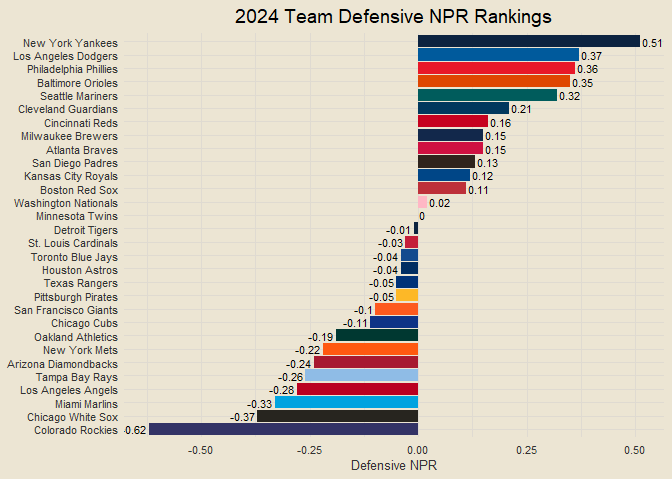 2024 Team Defensive NPR Rankings
New York Yankees 0.51
Los Angeles Dodgers 0.37
Philadelphia Phillies 0.36
Baltimore Orioles 0.35
Seattle Mariners 0.32
Cleveland Guardians 0.21
Cincinnati Reds 0.16
Milwaukee Brewers 0.15
Atlanta Braves 0.15
San Diego Padres 0.13
Kansas City Royals 0.12
Boston Red Sox 0.11
Washington Nationals 0.02
Minnesota Twins 0
Detroit Tigers -0.01
St. Louis Cardinals -0.03
Toronto Blue Jays -0.04
Houston Astros -0.04
Texas Rangers -0.05
Pittsburgh Pirates -0.05
San Francisco Giants -0.1
Chicago Cubs -0.11
Oakland Athletics -0.19
New York Mets -0.22
Arizona Diamondbacks -0.24
Tampa Bay Rays -0.26
Los Angeles Angels -0.28
Miami Marlins -0.33
Chicago White Sox -0.37
Colorado Rockies -0.62
-0.50 -0.25 0.00 0.25 0.50
Defensive NPR